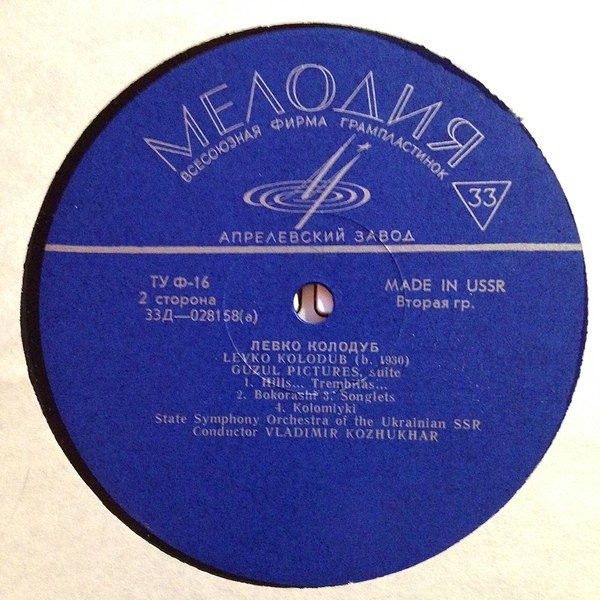 МЕЛОДИЯ
ВСЕСОЮЗНАЯ ФИРМА ГРАМПЛАСТИНОК
33
АПРЕЛЕВСКИЙ ЗАВОД
ТУ Ф-16
MADE IN USSR
2 сторона
Вторая гр.
33Д—028158(а)
ЛЕВКО КОЛОДУБ
LEVKO KOLODUB (b. 1930)
GUZUL PICTURES, suite
1. Hills... Trembitas...
2. Bokorashi 3. Songlets
4. Kolomiyki
State Symphony Orchestra of the Ukrainian SSR
Conductor VLADIMIR KOZHUKHAR